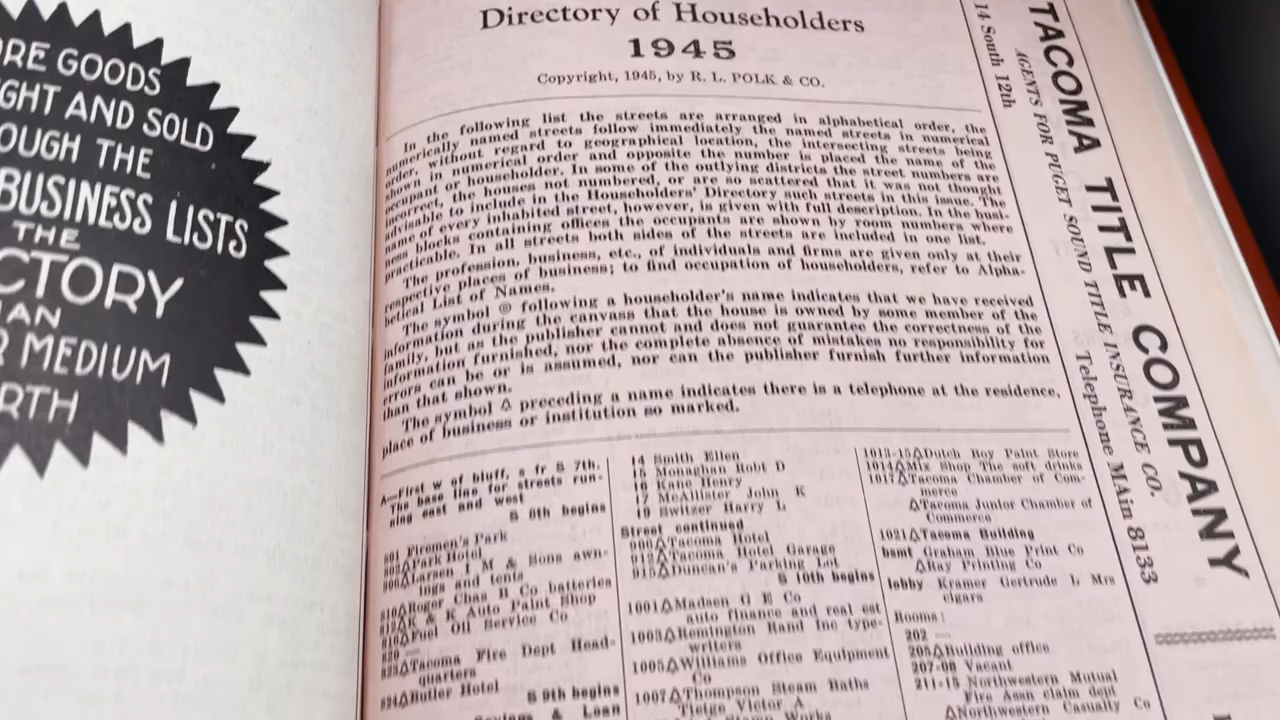 ORE GOODS
GHT AND SOLD
OUGH THE
BUSINESS LISTS
THE
CTORY
AN
R MEDIUM
RTH
Directory of Householders
1945
Copyright, 1945, by R. L. POLK & CO.
In the following list the streets are arranged in alphabetical order, the
numerically named streets follow immediately the named streets in numerical
order, without regard to geographical location, the intersecting streets being
shown in numerical order and opposite the number is placed the name of the
occupant or householder. In some of the outlying districts the street numbers are
incorrect, the houses not numbered, or are so scattered that it was not thought
advisable to include in the Householders' Directory such streets in this issue. The
name of every inhabited street, however, is given with full description. In the busi-
ness blocks containing offices the occupants are shown by room numbers where
practicable. In all streets both sides of the streets are included in one list.
The profession, business, etc., of individuals and firms are given only at their
respective places of business; to find occupation of householders, refer to Alpha-
betical List of Names.
The symbol ⓞ following a householder's name indicates that we have received
information during the canvass that the house is owned by some member of the
family, but as the publisher cannot and does not guarantee the correctness of the
information furnished, nor the complete absence of mistakes no responsibility for
errors can be or is assumed, nor can the publisher furnish further information
than that shown.
The symbol △ preceding a name indicates there is a telephone at the residence,
place of business or institution so marked.
A—First w of bluff, s fr S 7th.
The base line for streets run-
ning east and west
S 8th begins
801 Firemen's Park
802△Park Hotel
806△Larsen I M & Sons awn-
ings and tents
810△Roger Chas H Co batteries
812△K & K Auto Paint Shop
816△Fuel Oil Service Co
820 —
823△Tacoma Fire Dept Head-
quarters
824△Butler Hotel
S 9th begins
Savings & Loan
14 Smith Ellen
15 Monaghan Robt D
16 Kane Henry
17 McAllister John K
19 Switzer Harry L
Street continued
906△Tacoma Hotel
912△Tacoma Hotel Garage
915△Duncan's Parking Lot
S 10th begins
1001△Madsen G E Co
auto finance and real est
1003△Remington Rand Inc type-
writers
1005△Williams Office Equipment
Co
1007△Thompson Steam Baths
Tietge Victor A
Stamp Works
1013-15△Dutch Boy Paint Store
1014△Mix Shop The soft drinks
1017△Tacoma Chamber of Com-
merce
△Tacoma Junior Chamber of
Commerce
1021△Tacoma Building
bsmt Graham Blue Print Co
△Ray Printing Co
lobby Kramer Gertrude L Mrs
cigars
Rooms:
202 —
205△Building office
207-08 Vacant
211-15 Northwestern Mutual
Fire Assn claim dept
△Northwestern Casualty Co
TACOMA TITLE COMPANY
AGENTS FOR PUGET SOUND TITLE INSURANCE CO.
14 South 12th
Telephone MAin 8133